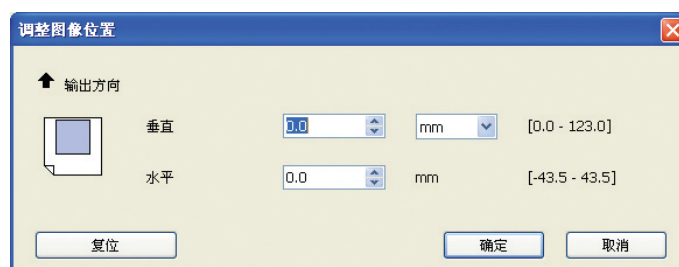 调整图像位置
输出方向
垂直 0.0 mm [0.0 - 123.0]
水平 0.0 mm [-43.5 - 43.5]
复位 确定 取消